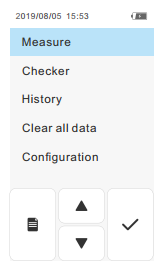 2019/08/05 15:53
Measure
Checker
History
Clear all data
Configuration